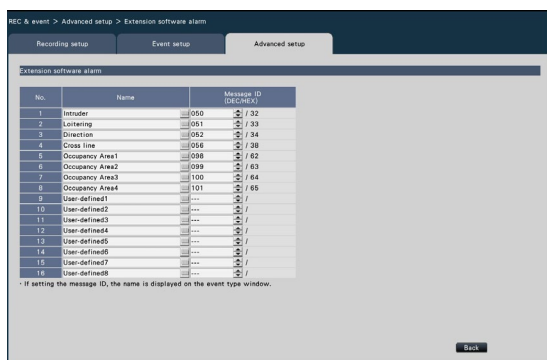 REC & event > Advanced setup > Extension software alarm
Recording setup Event setup Advanced setup
Extension software alarm
No. Name Message ID
(DEC/HEX)
1 Intruder 050 / 32
2 Loitering 051 / 33
3 Direction 052 / 34
4 Cross line 056 / 38
5 Occupancy Area1 098 / 62
6 Occupancy Area2 099 / 63
7 Occupancy Area3 100 / 64
8 Occupancy Area4 101 / 65
9 User-defined1 --- /
10 User-defined2 --- /
11 User-defined3 --- /
12 User-defined4 --- /
13 User-defined5 --- /
14 User-defined6 --- /
15 User-defined7 --- /
16 User-defined8 --- /
· If setting the message ID, the name is displayed on the event type window.
Back